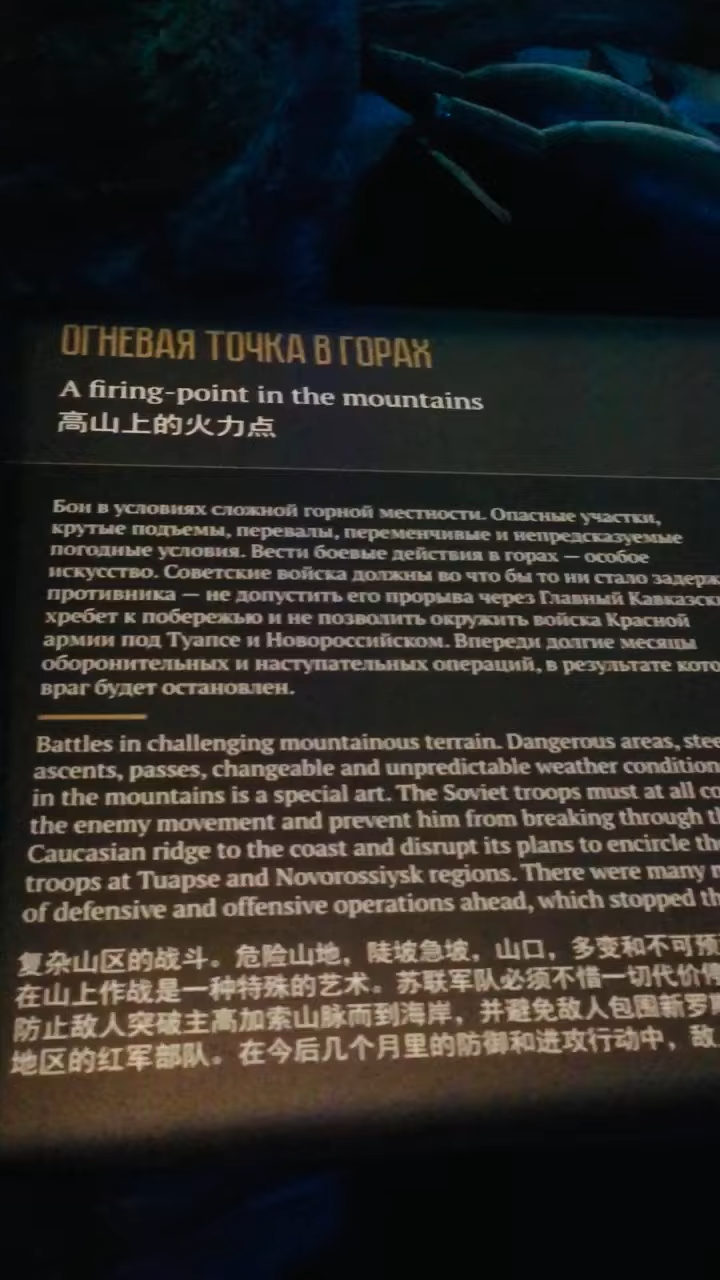 ОГНЕВАЯ ТОЧКА В ГОРАХ
A firing-point in the mountains
高山上的火力点
Бои в условиях сложной горной местности. Опасные участки,
крутые подъемы, перевалы, переменчивые и непредсказуемые
погодные условия. Вести боевые действия в горах — особое
искусство. Советские войска должны во что бы то ни стало задерж
противника — не допустить его прорыва через Главный Кавказск
хребет к побережью и не позволить окружить войска Красной
армии под Туапсе и Новороссийском. Впереди долгие месяцы
оборонительных и наступательных операций, в результате кото
враг будет остановлен.
Battles in challenging mountainous terrain. Dangerous areas, stee
ascents, passes, changeable and unpredictable weather condition
in the mountains is a special art. The Soviet troops must at all co
the enemy movement and prevent him from breaking through th
Caucasian ridge to the coast and disrupt its plans to encircle the
troops at Tuapse and Novorossiysk regions. There were many m
of defensive and offensive operations ahead, which stopped th
复杂山区的战斗。危险山地，陡坡急坡，山口，多变和不可预
在山上作战是一种特殊的艺术。苏联军队必须不惜一切代价
防止敌人突破主高加索山脉而到海岸，并避免敌人包围新罗
地区的红军部队。在今后几个月里的防御和进攻行动中，敌